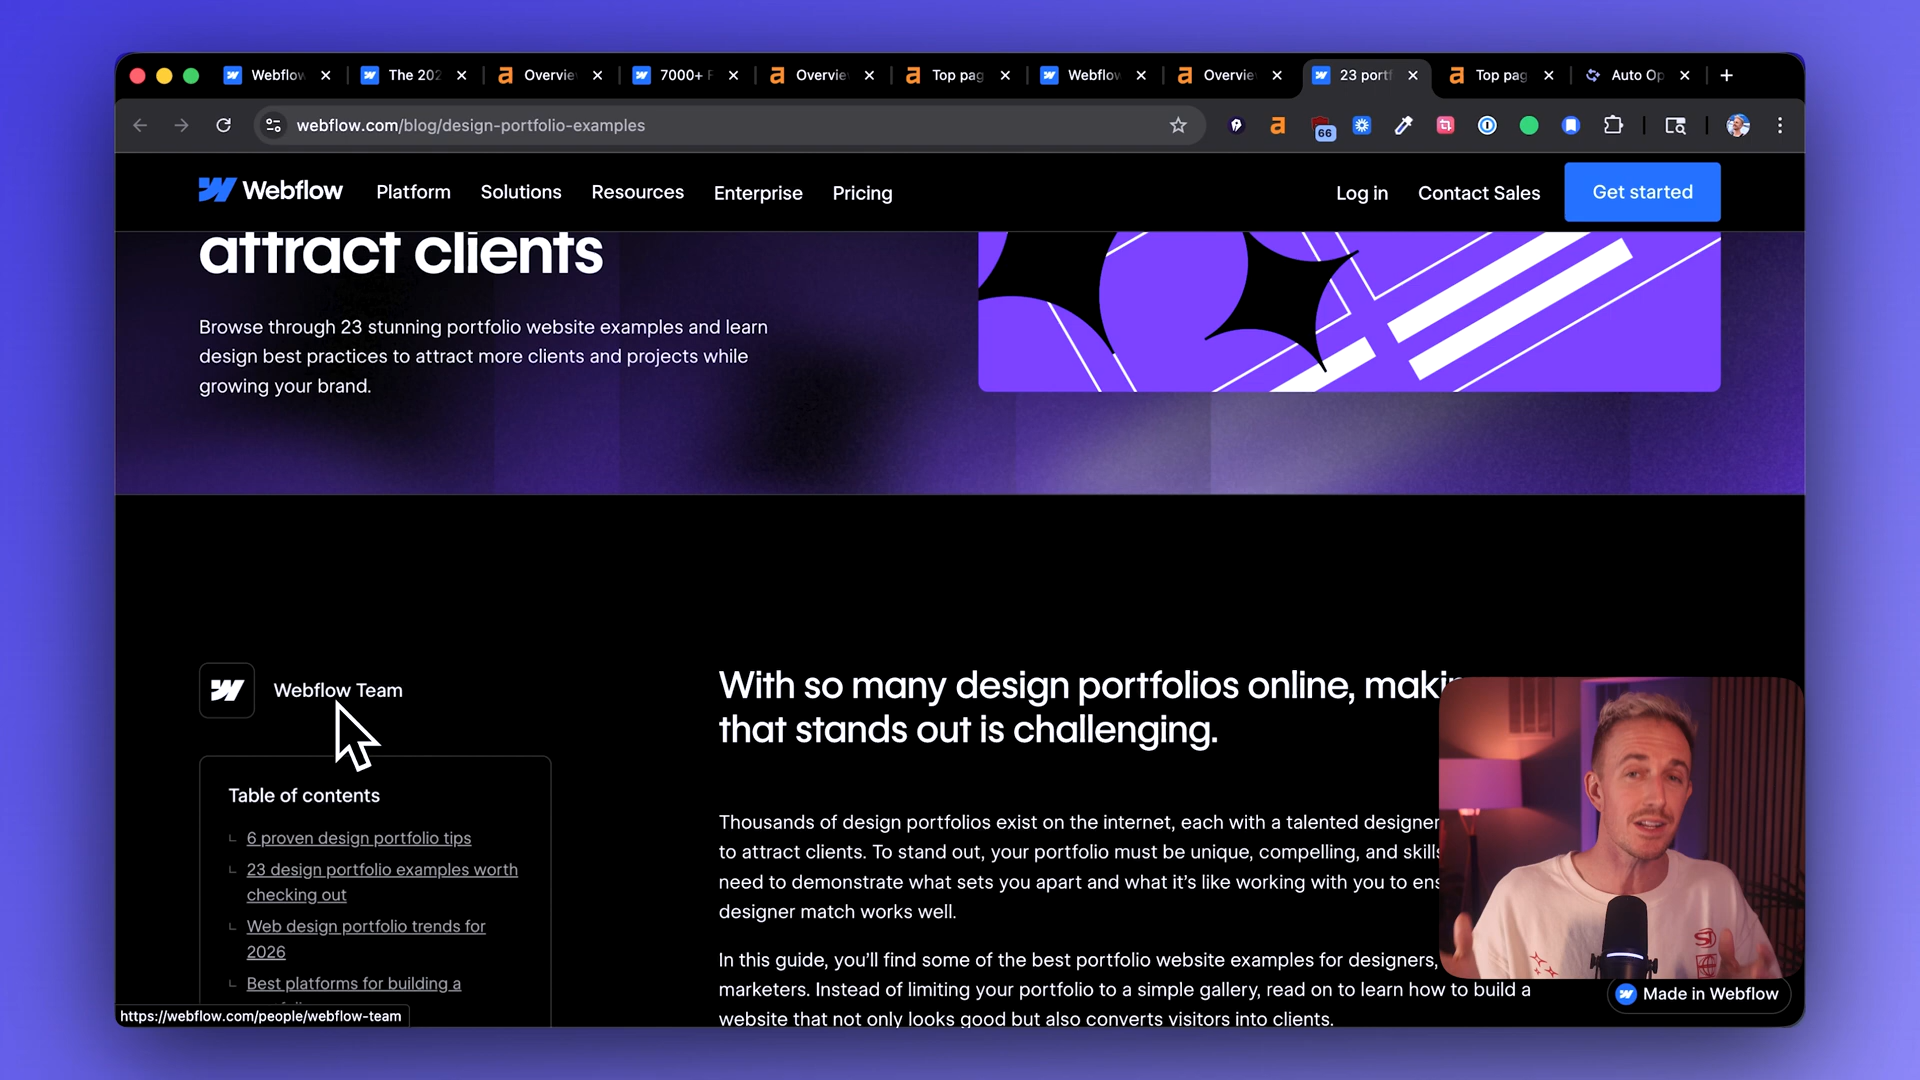 Webflow
The 202
Overvie
7000+ F
Overvie
Top pag
Webflow
Overvie
23 portf
Top pag
Auto Op
webflow.com/blog/design-portfolio-examples
66
Webflow
Platform
Solutions
Resources
Enterprise
Pricing
Log in
Contact Sales
Get started
attract clients
Browse through 23 stunning portfolio website examples and learn
design best practices to attract more clients and projects while
growing your brand.
Webflow Team
Table of contents
6 proven design portfolio tips
23 design portfolio examples worth
checking out
Web design portfolio trends for
2026
Best platforms for building a
With so many design portfolios online, makin
that stands out is challenging.
Thousands of design portfolios exist on the internet, each with a talented designer
to attract clients. To stand out, your portfolio must be unique, compelling, and skills
need to demonstrate what sets you apart and what it's like working with you to ens
designer match works well.
In this guide, you'll find some of the best portfolio website examples for designers,
marketers. Instead of limiting your portfolio to a simple gallery, read on to learn how to build a
website that not only looks good but also converts visitors into clients.
Made in Webflow
https://webflow.com/people/webflow-team